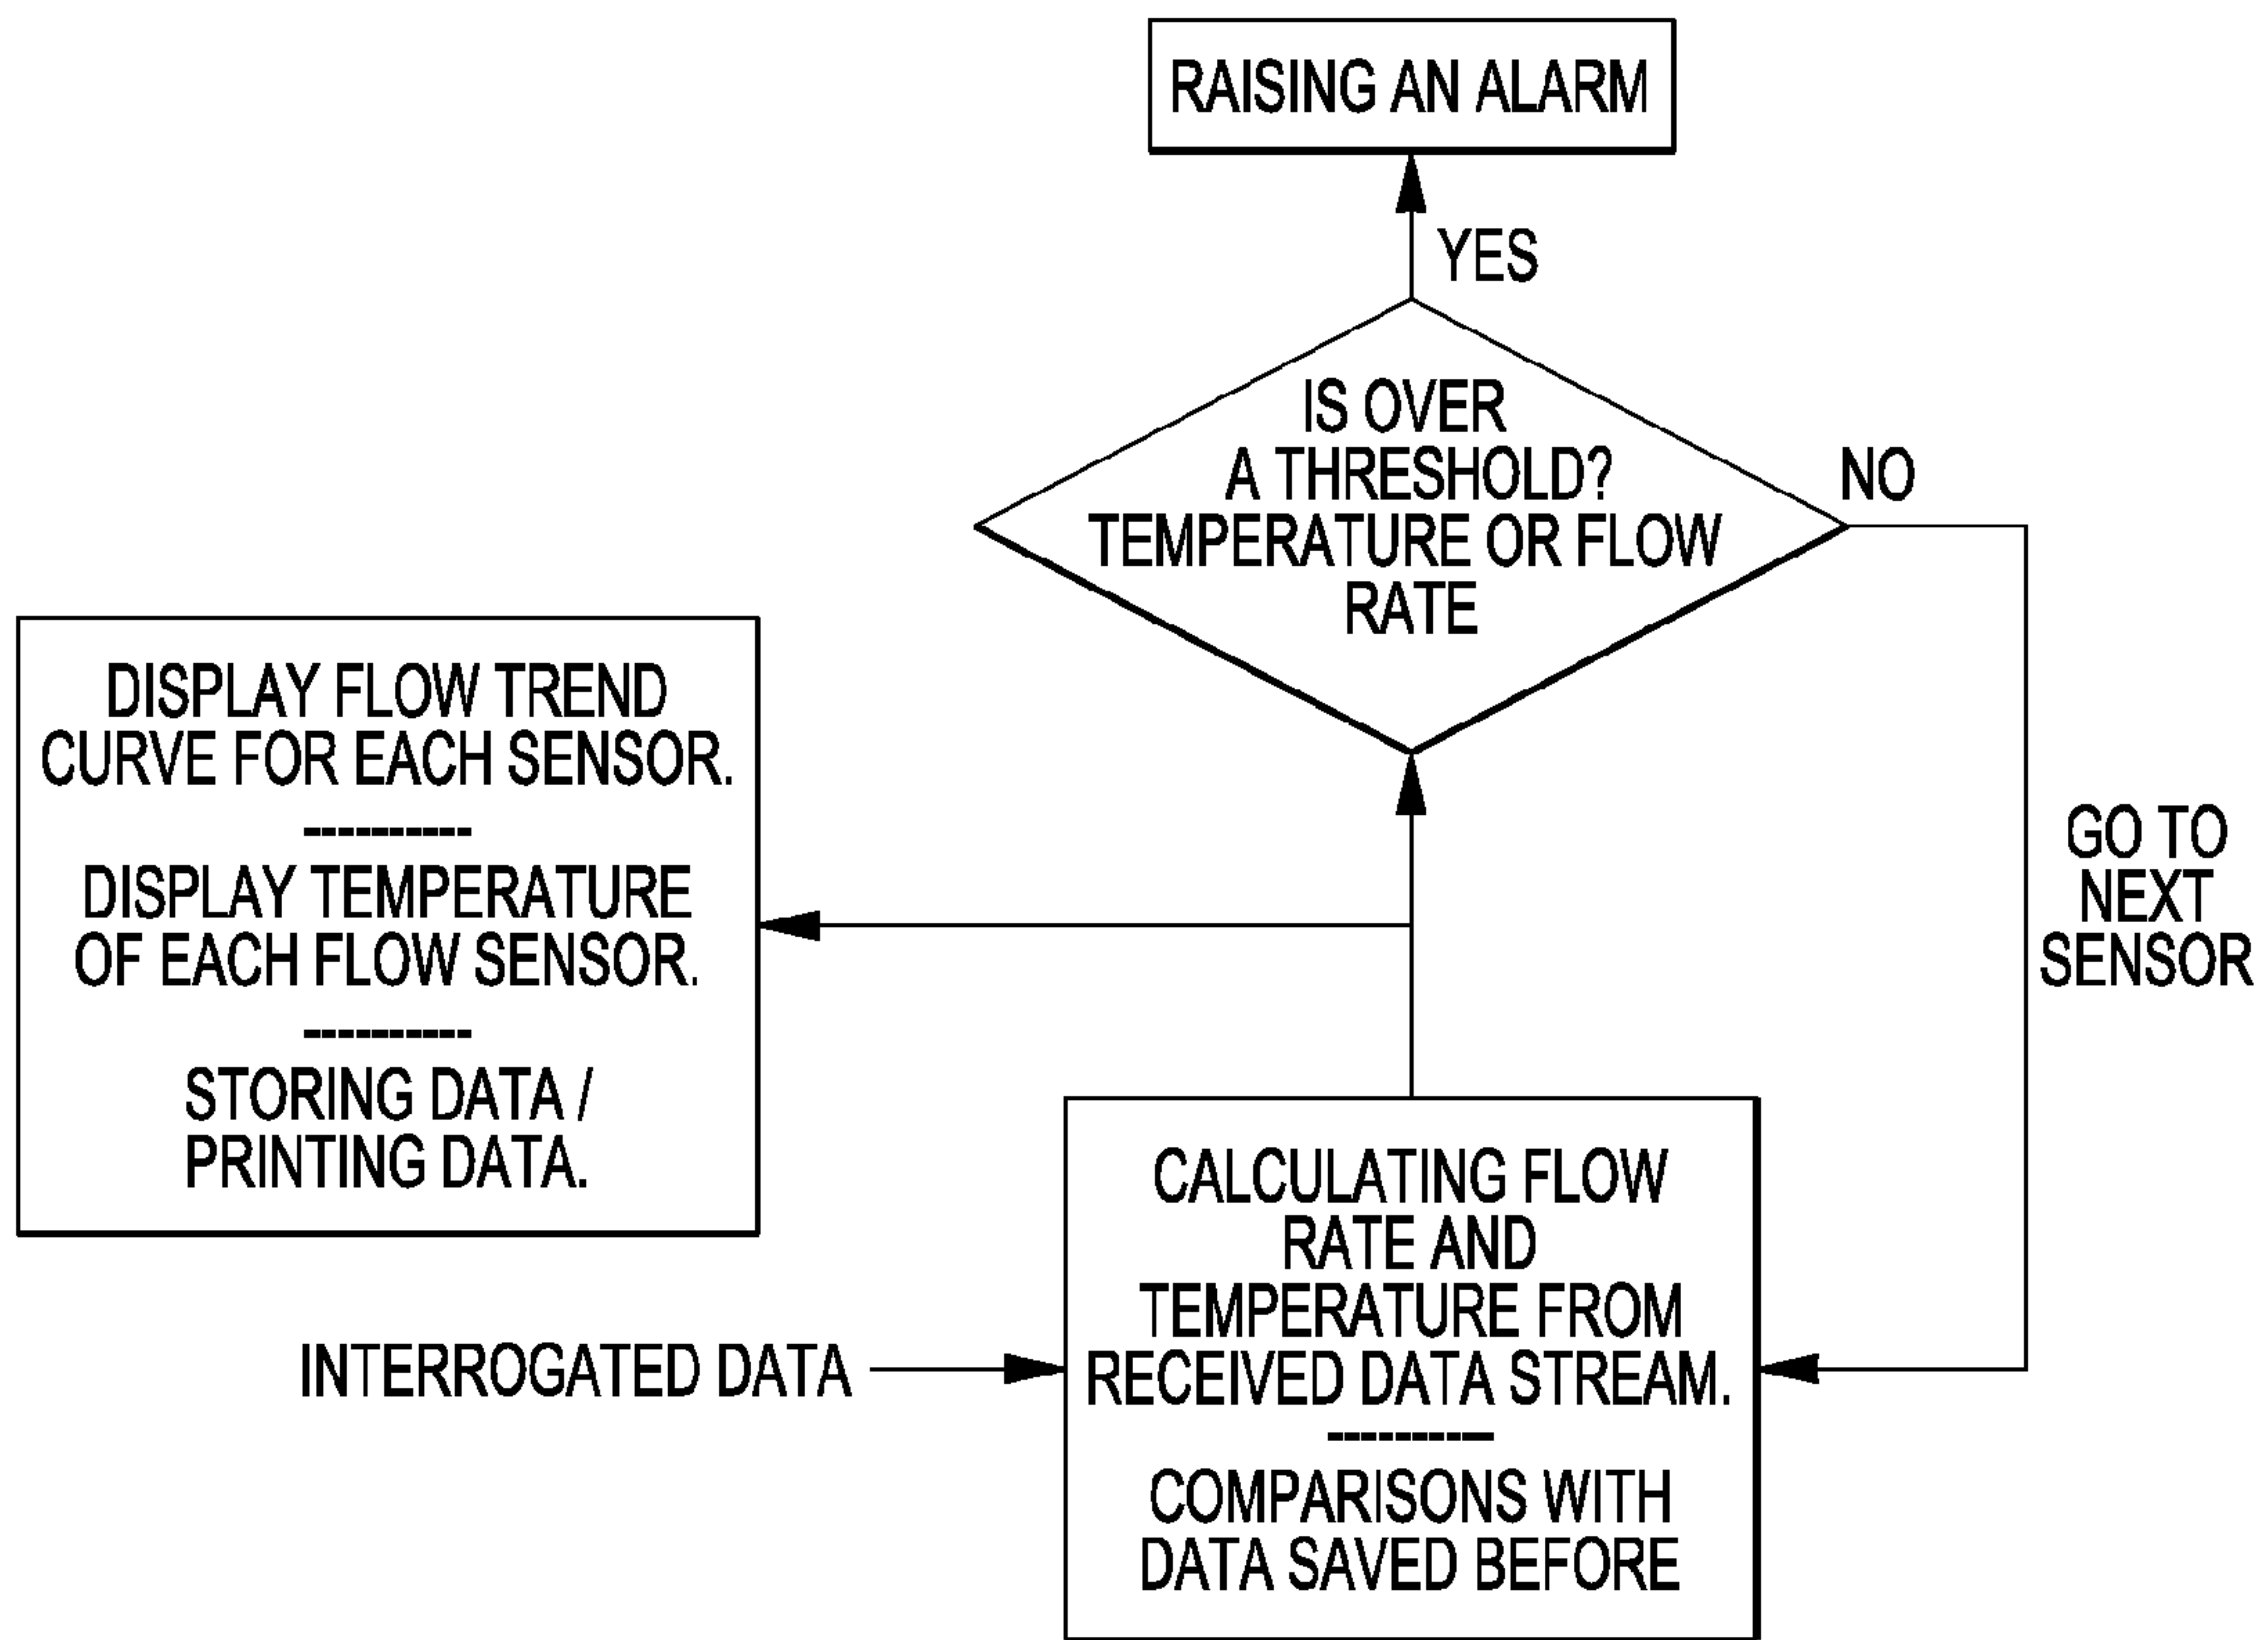 RAISING AN ALARM
YES
IS OVER
A THRESHOLD?
TEMPERATURE OR FLOW
RATE
NO
DISPLAY FLOW TREND
CURVE FOR EACH SENSOR.
----------
DISPLAY TEMPERATURE
OF EACH FLOW SENSOR.
----------
STORING DATA /
PRINTING DATA.
GO TO
NEXT
SENSOR
INTERROGATED DATA
CALCULATING FLOW
RATE AND
TEMPERATURE FROM
RECEIVED DATA STREAM.
----------
COMPARISONS WITH
DATA SAVED BEFORE